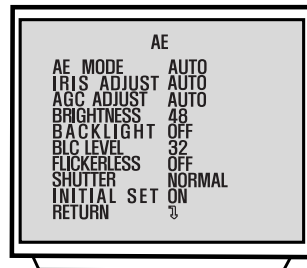 AE
AE MODE AUTO
IRIS ADJUST AUTO
AGC ADJUST AUTO
BRIGHTNESS 48
BACKLIGHT OFF
BLC LEVEL 32
FLICKERLESS OFF
SHUTTER NORMAL
INITIAL SET ON
RETURN ↴